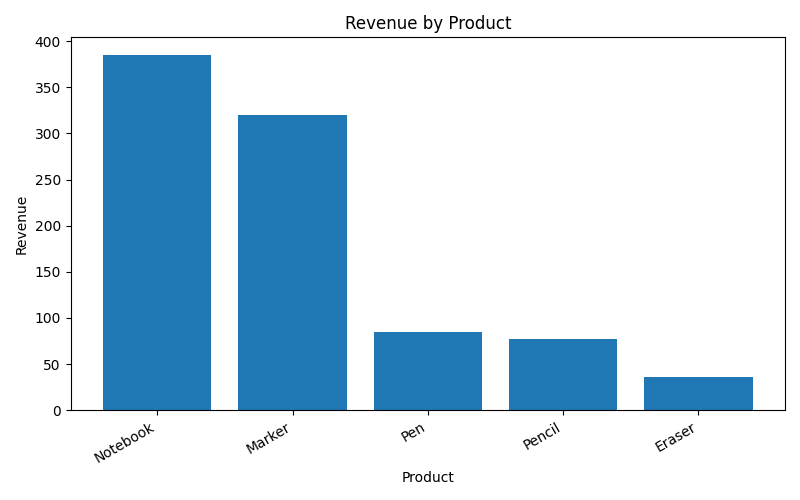 Revenue by Product
400
350
300
250
200
150
100
50
0
Revenue
Notebook
Marker
Pen
Pencil
Eraser
Product